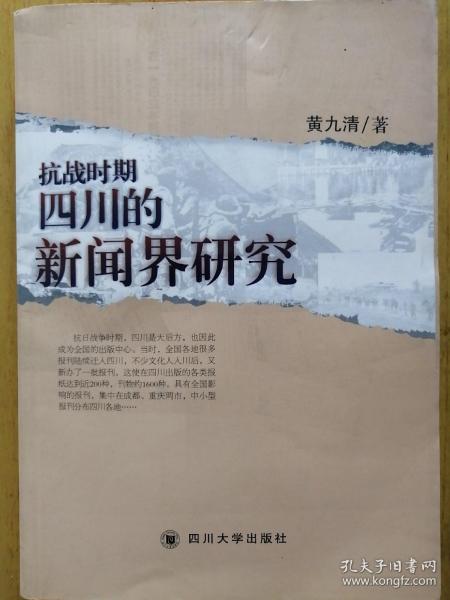 黄九清/著
抗战时期
四川的
新闻界研究
抗日战争时期，四川是大后方，也因此
成为全国的出版中心。当时，全国各地很多
报刊陆续迁入四川，不少文化人入川后，又
新办了一批报刊，这使在四川出版的各类报
纸达到近200种，刊物约1600种。具有全国影
响的报刊，集中在成都、重庆两市，中小型
报刊分布四川各地……
四川大学出版社
孔夫子旧书网
www.kongfz.com